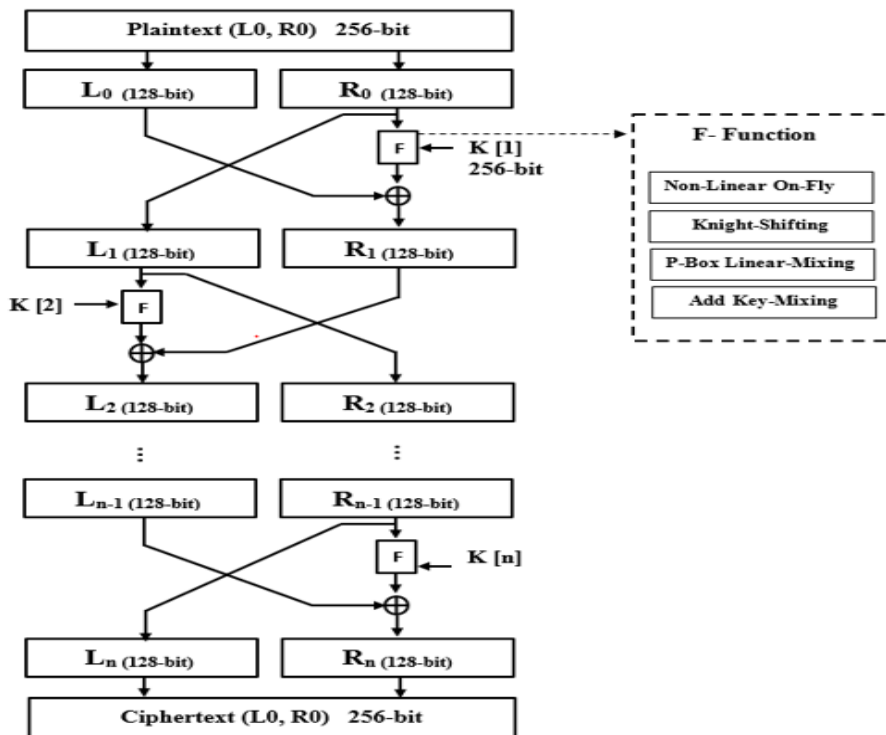 Plaintext (L0, R0) 256-bit
L0 (128-bit)
R0 (128-bit)
F- Function
F
K [1]
256-bit
Non-Linear On-Fly
Knight-Shifting
L1 (128-bit)
R1 (128-bit)
P-Box Linear-Mixing
Add Key-Mixing
K [2]
F
L2 (128-bit)
R2 (128-bit)
...
...
Ln-1 (128-bit)
Rn-1 (128-bit)
F
K [n]
Ln (128-bit)
Rn (128-bit)
Ciphertext (L0, R0) 256-bit